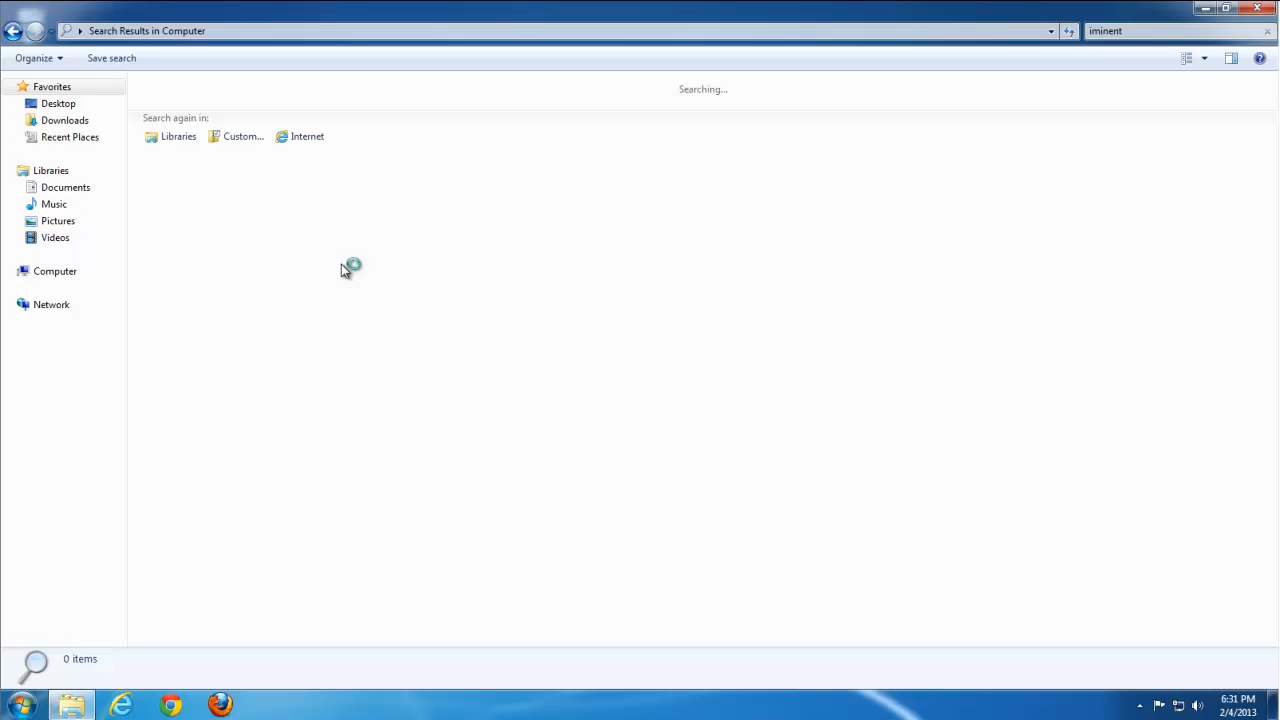 Search Results in Computer
iminent
Organize
Save search
Favorites
Desktop
Downloads
Recent Places
Libraries
Documents
Music
Pictures
Videos
Computer
Network
Searching...
Search again in:
Libraries
Custom...
Internet
0 items
6:31 PM
2/4/2013